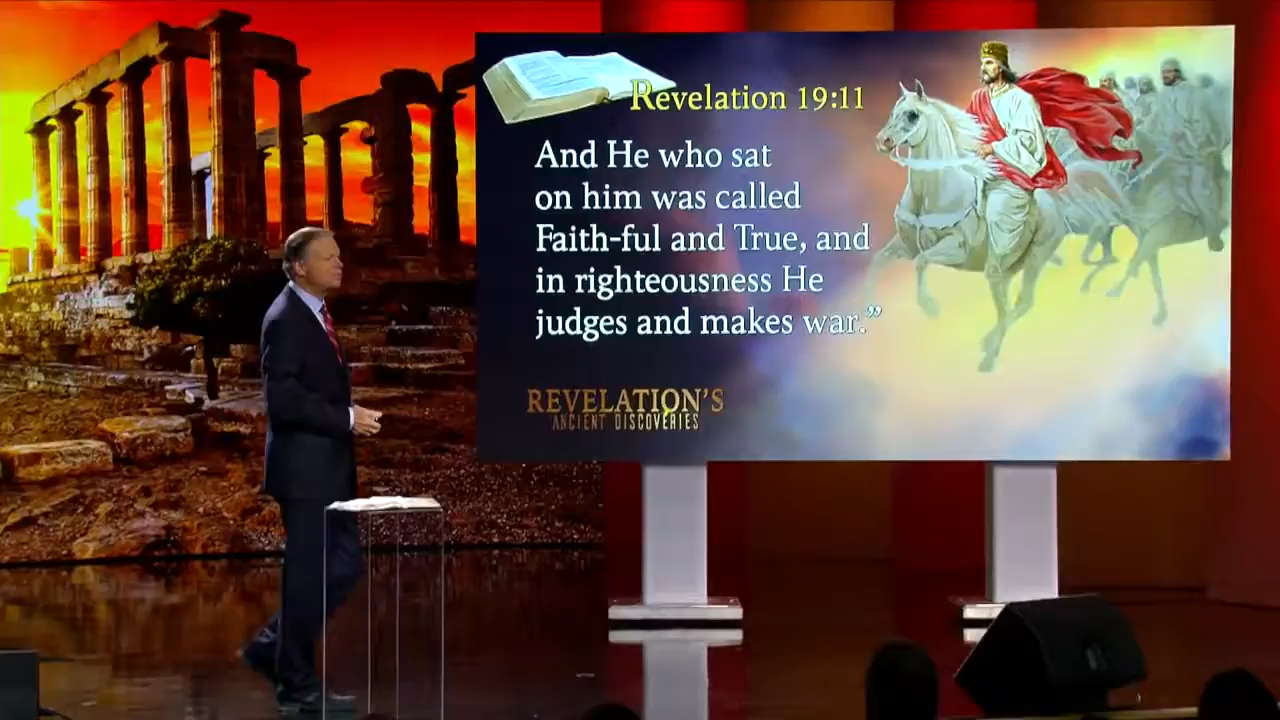 Revelation 19:11
And He who sat
on him was called
Faith-ful and True, and
in righteousness He
judges and makes war.”
REVELATION'S
ANCIENT DISCOVERIES